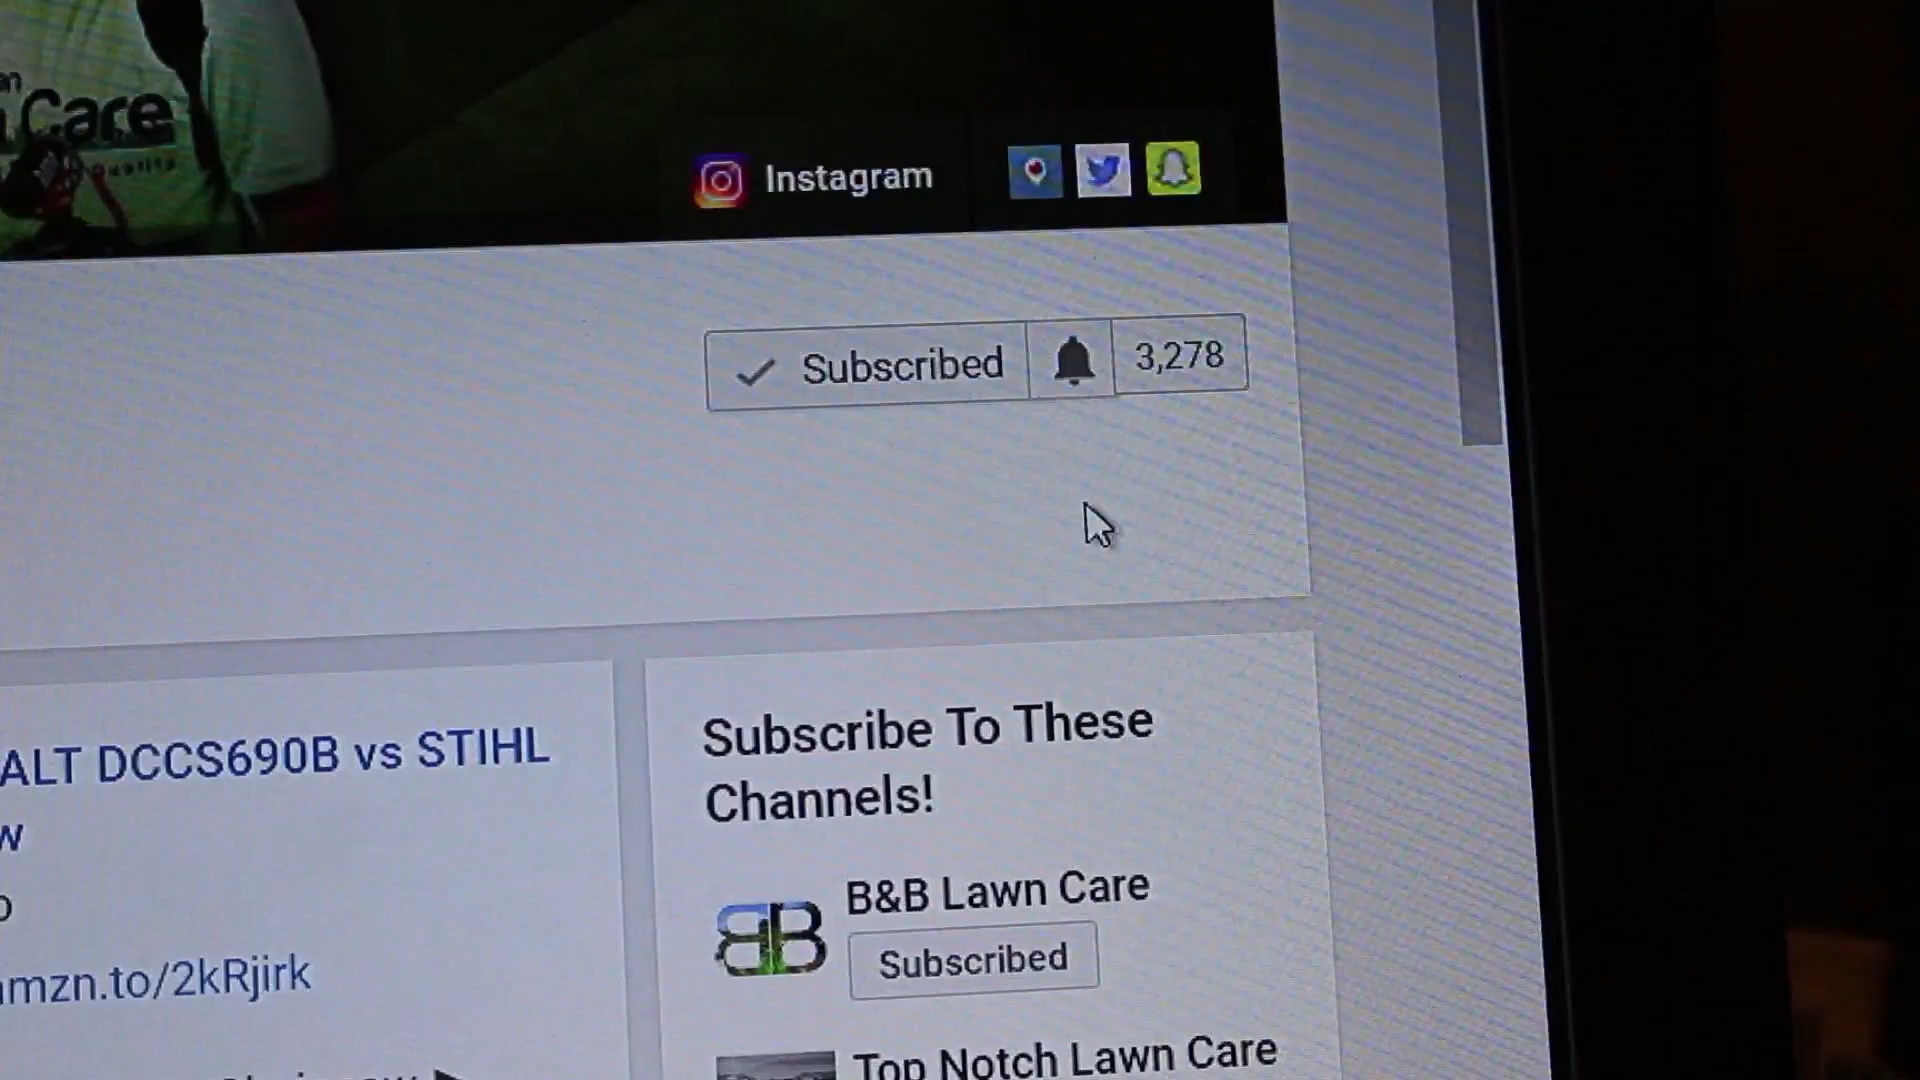 Care
Quality
Instagram
Subscribed 3,278
ALT DCCS690B vs STIHL
w
mzn.to/2kRjirk
Subscribe To These
Channels!
B&B Lawn Care
Subscribed
Top Notch Lawn Care